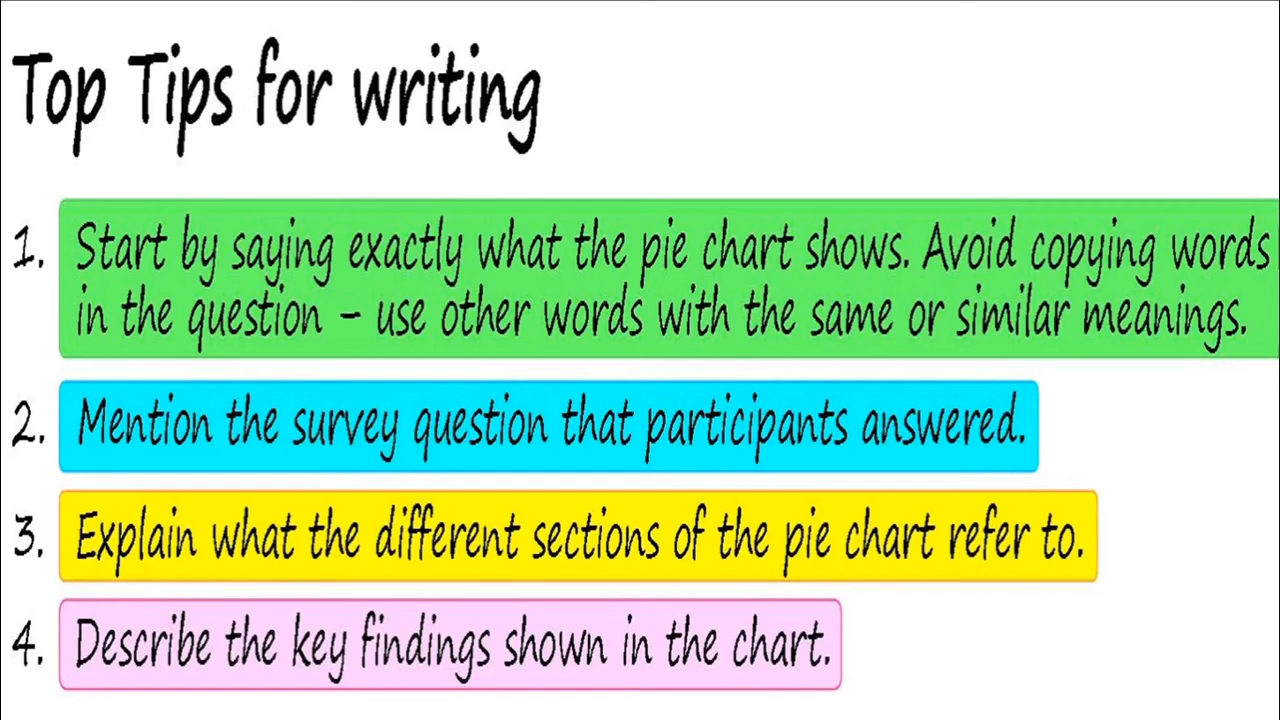 Top Tips for writing
1. Start by saying exactly what the pie chart shows. Avoid copying words
in the question - use other words with the same or similar meanings.
2. Mention the survey question that participants answered.
3. Explain what the different sections of the pie chart refer to.
4. Describe the key findings shown in the chart.